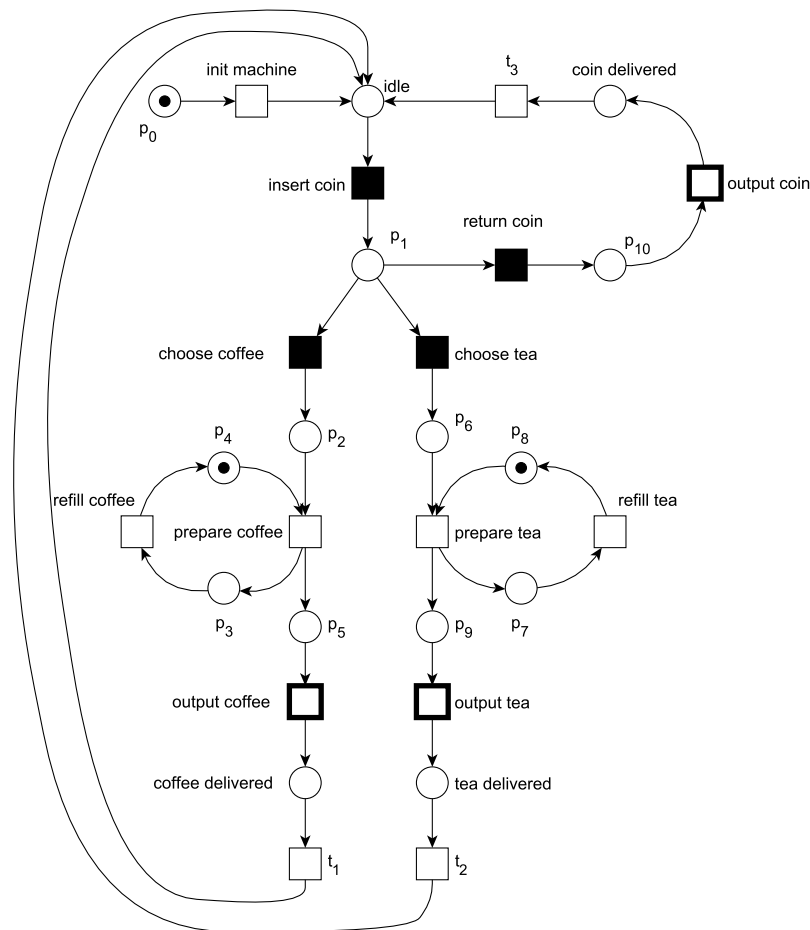 init machine
t3
coin delivered
idle
p0
insert coin
output coin
return coin
p1
p10
choose coffee
choose tea
p2
p6
p4
p8
refill coffee
refill tea
prepare coffee
prepare tea
p3
p5
p9
p7
output coffee
output tea
coffee delivered
tea delivered
t1
t2